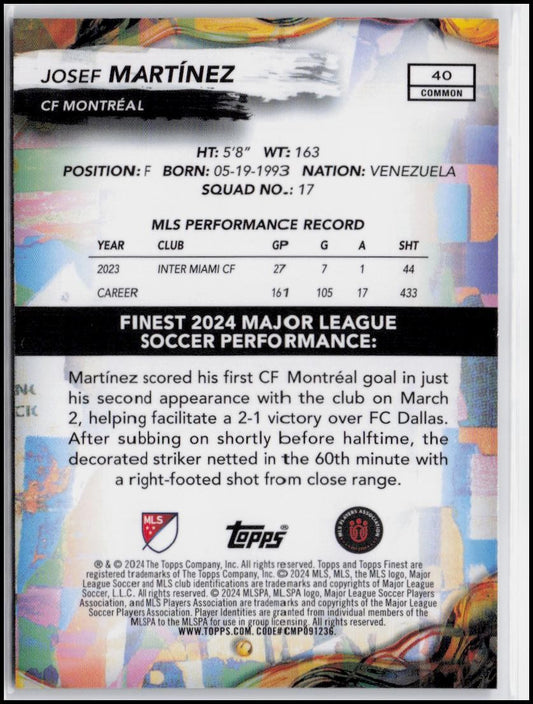 JOSEF MARTÍNEZ
CF MONTRÉAL
40
COMMON
HT: 5'8" WT: 163
POSITION: F BORN: 05-19-1993 NATION: VENEZUELA
SQUAD NO.: 17
MLS PERFORMANCE RECORD
YEAR CLUB GP G A SHT
2023 INTER MIAMI CF 27 7 1 44
CAREER 161 105 17 433
FINEST 2024 MAJOR LEAGUE
SOCCER PERFORMANCE:
Martínez scored his first CF Montréal goal in just
his second appearance with the club on March
2, helping facilitate a 2-1 victory over FC Dallas.
After subbing on shortly before halftime, the
decorated striker netted in the 60th minute with
a right-footed shot from close range.
MLS
TOPPS®
MLS PLAYERS ASSOCIATION
® & © 2024 The Topps Company, Inc. All rights reserved. Topps and Topps Finest are
registered trademarks of The Topps Company, Inc. © 2024 MLS, MLS, the MLS logo, Major
League Soccer and MLS club identifications are trademarks and copyrights of Major League
Soccer, L.L.C. All rights reserved. © 2024 MLSPA, MLSPA logo, Major League Soccer Players
Association, and MLS Players Association are trademarks and copyrights of the Major League
Soccer Players Association. Player Identities are granted from individual members of the
MLSPA to the MLSPA for use in group licensing. All rights reserved.
WWW.TOPPS.COM. CODE#CMP091236.